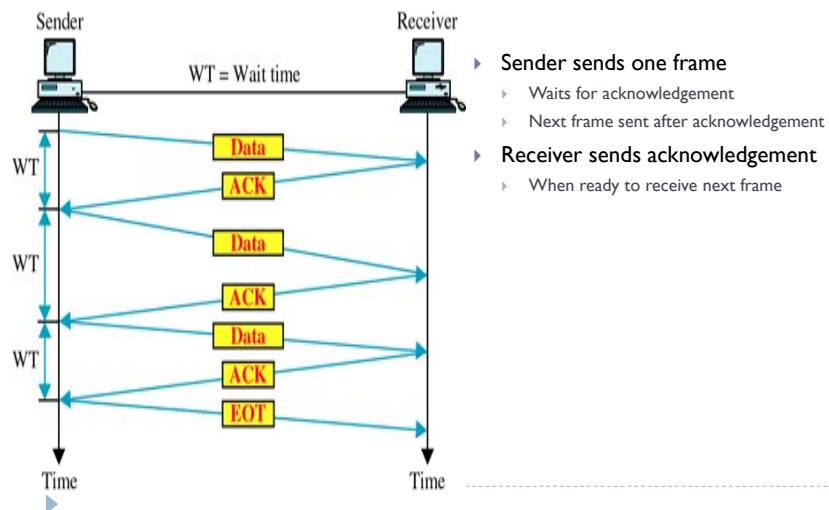 Sender
Receiver
WT = Wait time
Data
WT
ACK
Data
WT
ACK
Data
WT
ACK
EOT
Time
Time
Sender sends one frame
Waits for acknowledgement
Next frame sent after acknowledgement
Receiver sends acknowledgement
When ready to receive next frame